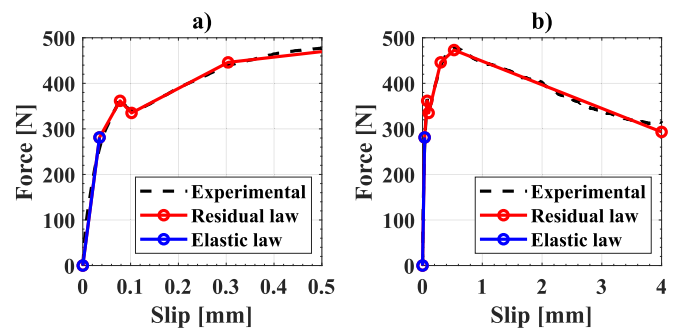 a)
500
400
300
200
100
0
Force [N]
Experimental
Residual law
Elastic law
0
0.1
0.2
0.3
0.4
0.5
Slip [mm]
b)
500
400
300
200
100
0
Force [N]
Experimental
Residual law
Elastic law
0
1
2
3
4
Slip [mm]